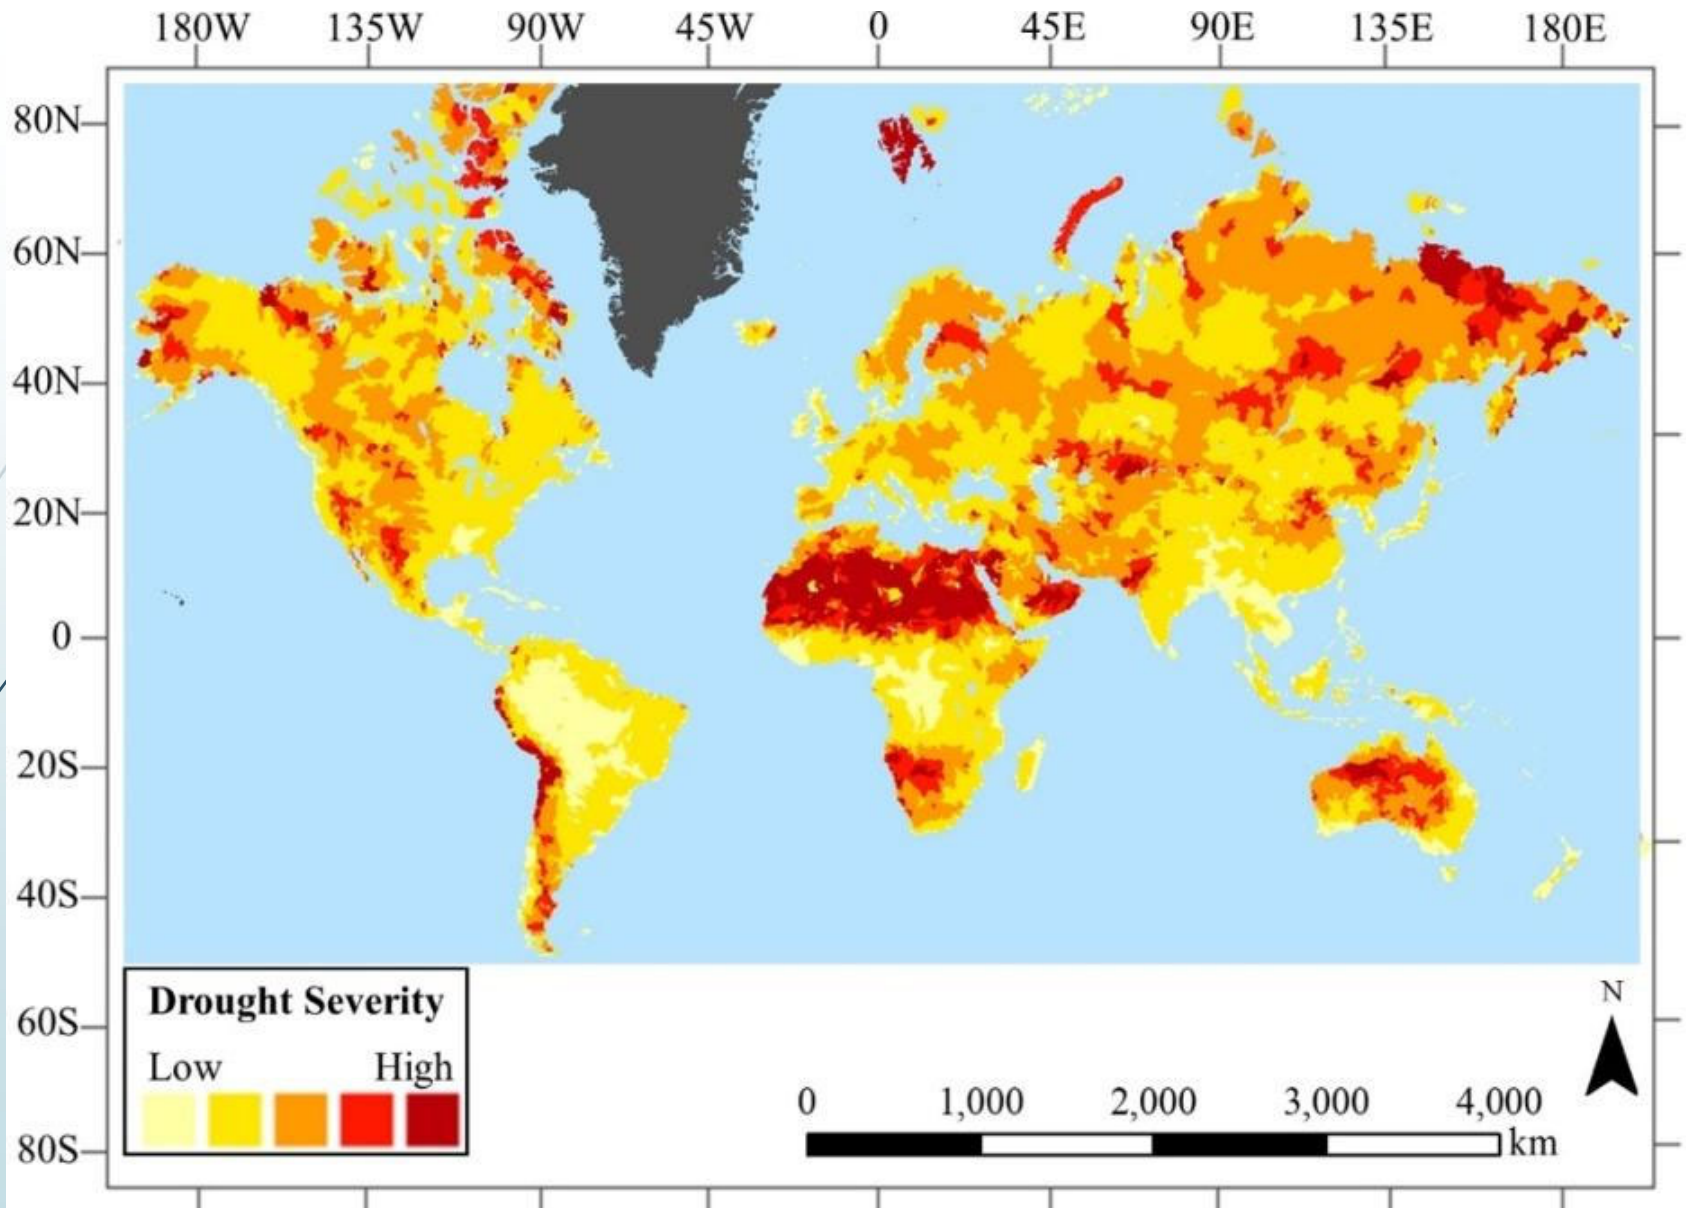 180W 135W 90W 45W 0 45E 90E 135E 180E
80N
60N
40N
20N
0
20S
40S
60S
80S
Drought Severity
Low High
N
0 1,000 2,000 3,000 4,000
km